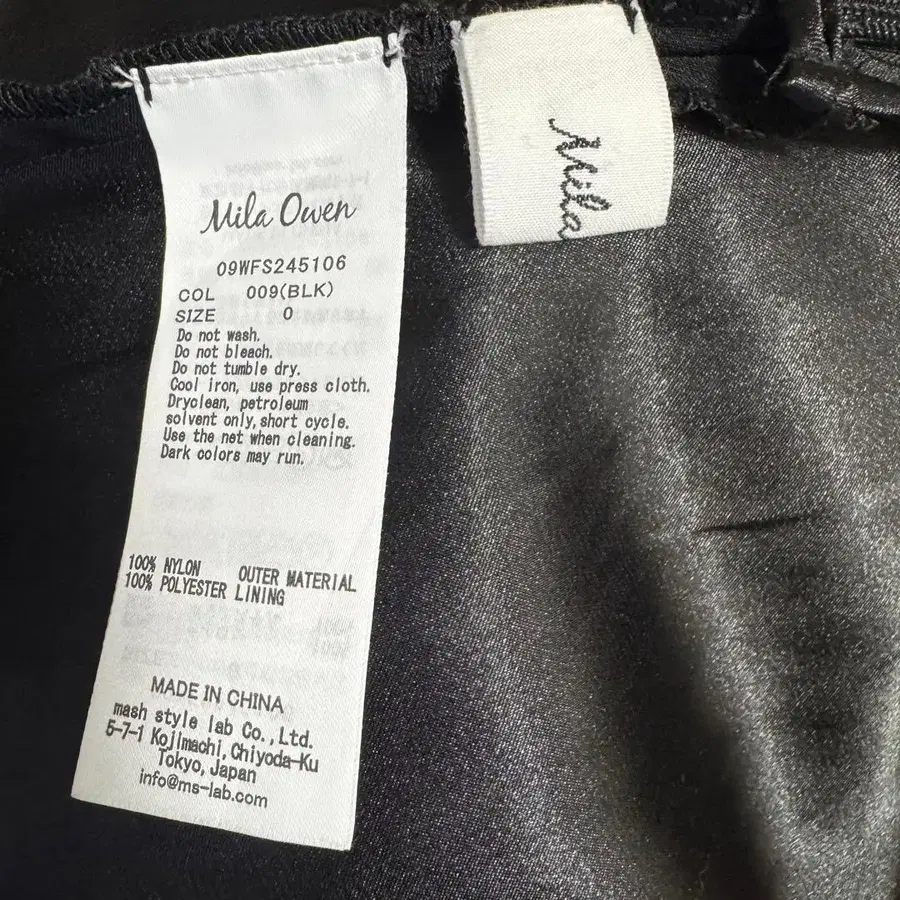 Mila Owen
09WFS245106
COL 009(BLK)
SIZE 0
Do not wash.
Do not bleach.
Do not tumble dry.
Cool iron, use press cloth.
Dryclean, petroleum
solvent only, short cycle.
Use the net when cleaning.
Dark colors may run.
100% NYLON OUTER MATERIAL
100% POLYESTER LINING
MADE IN CHINA
mash style lab Co., Ltd.
5-7-1 Kojimachi, Chiyoda-Ku
Tokyo, Japan
info@ms-lab.com
Mila